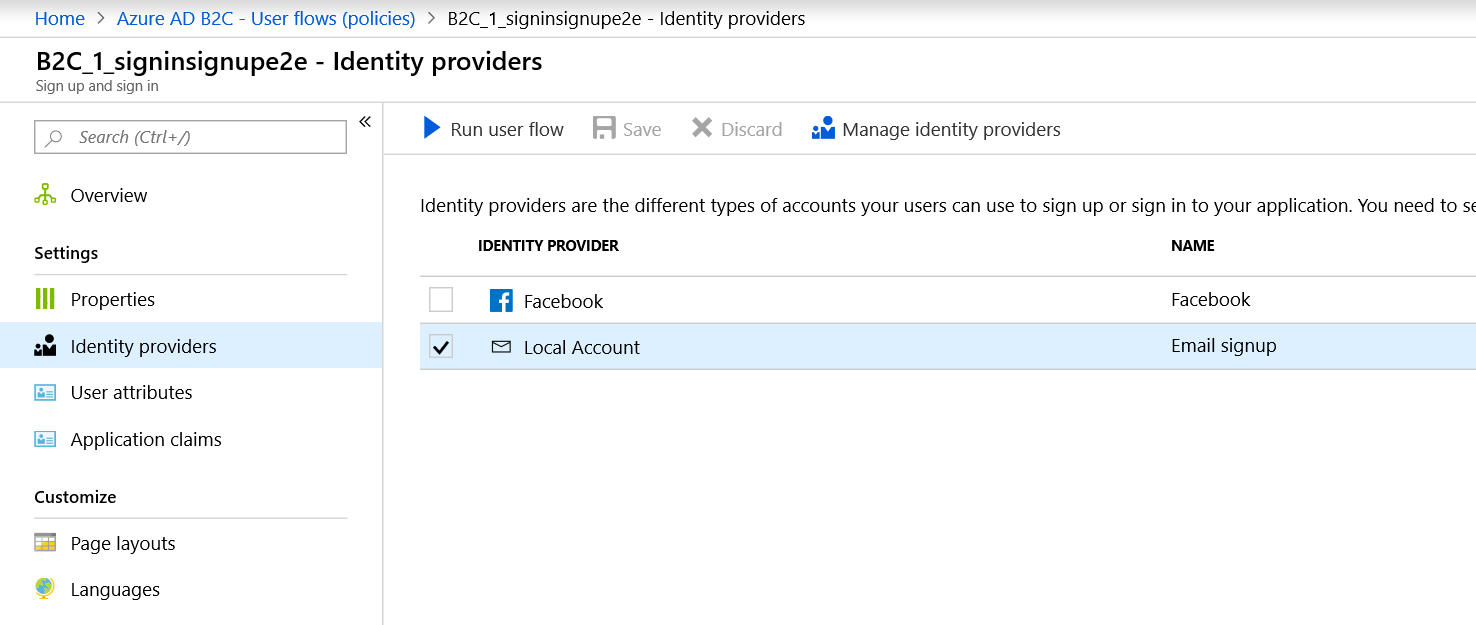 Home > Azure AD B2C - User flows (policies) > B2C_1_signinsignupe2e - Identity providers
B2C_1_signinsignupe2e - Identity providers
Sign up and sign in
Search (Ctrl+/)
«
Overview
Settings
Properties
Identity providers
User attributes
Application claims
Customize
Page layouts
Languages
Run user flow Save Discard Manage identity providers
Identity providers are the different types of accounts your users can use to sign up or sign in to your application. You need to se
IDENTITY PROVIDER NAME
Facebook Facebook
Local Account Email signup